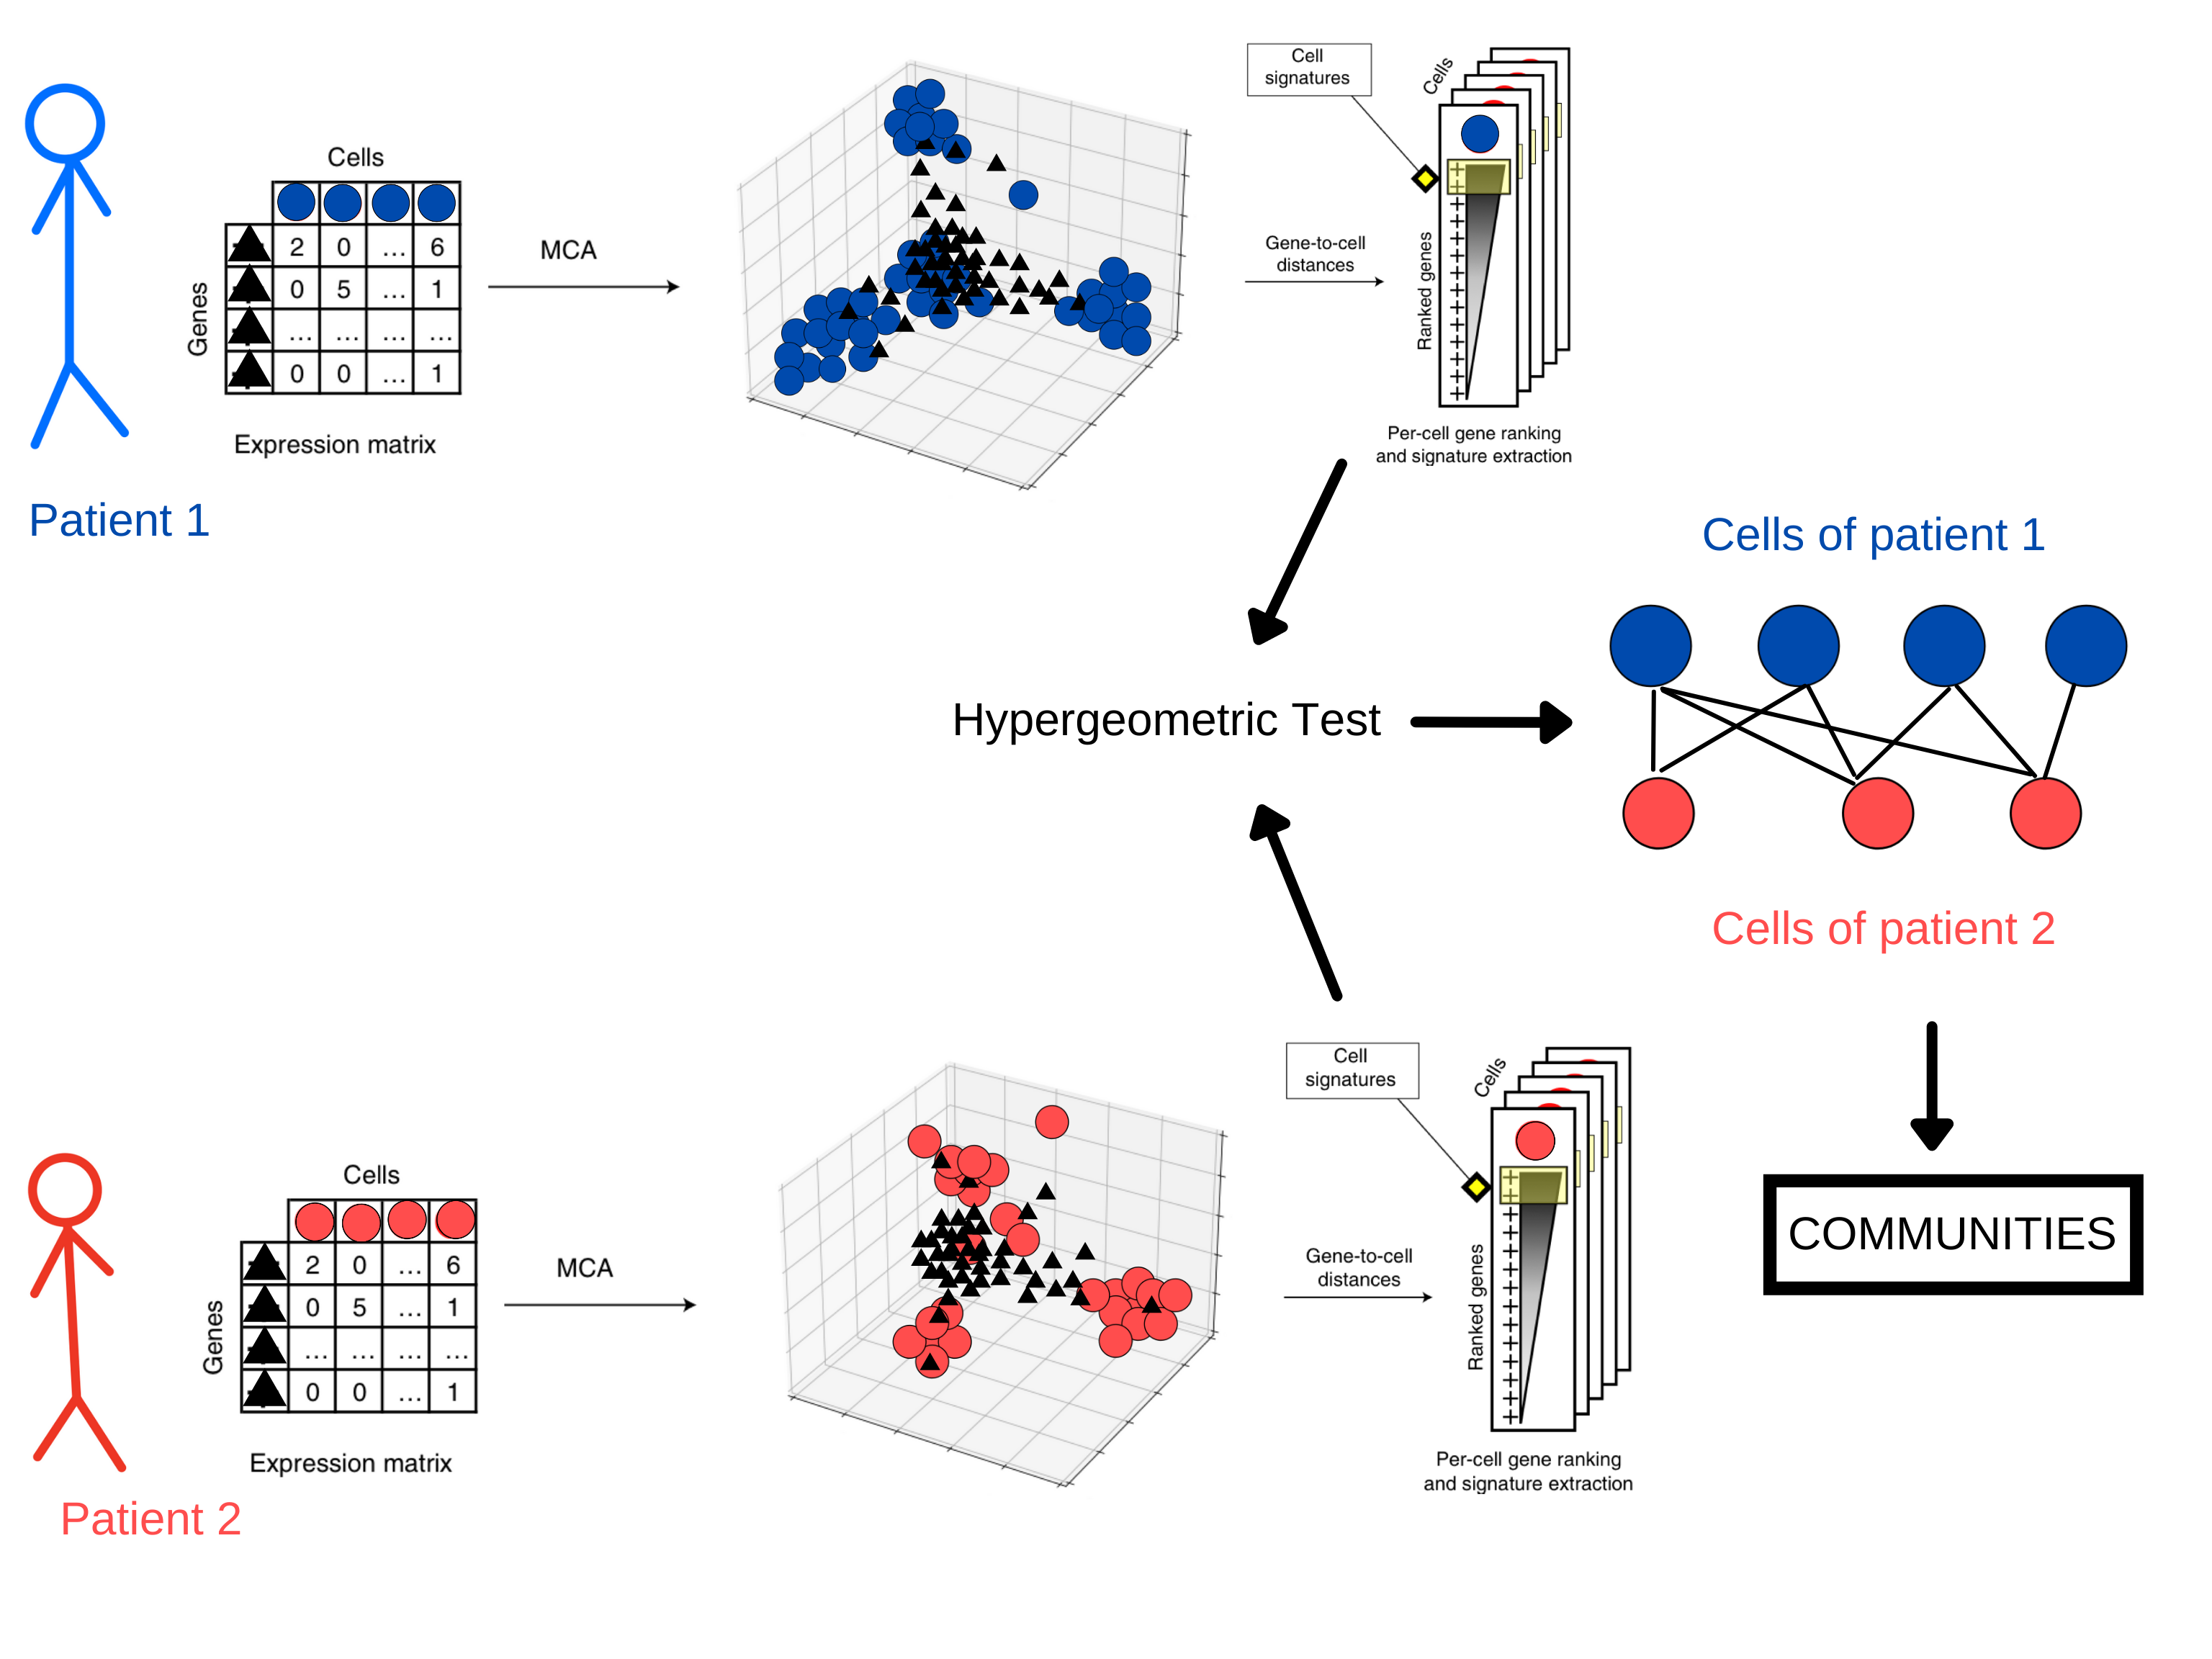 Cells
Genes
2 0 ... 6
0 5 ... 1
... ... ... ...
0 0 ... 1
Expression matrix
Patient 1
MCA
Gene-to-cell
distances
Cell
signatures
Cells
Ranked genes
Per-cell gene ranking
and signature extraction
Hypergeometric Test
Cells of patient 1
Cells of patient 2
COMMUNITIES
Cells
Genes
2 0 ... 6
0 5 ... 1
... ... ... ...
0 0 ... 1
Expression matrix
Patient 2
MCA
Gene-to-cell
distances
Cell
signatures
Cells
Ranked genes
Per-cell gene ranking
and signature extraction